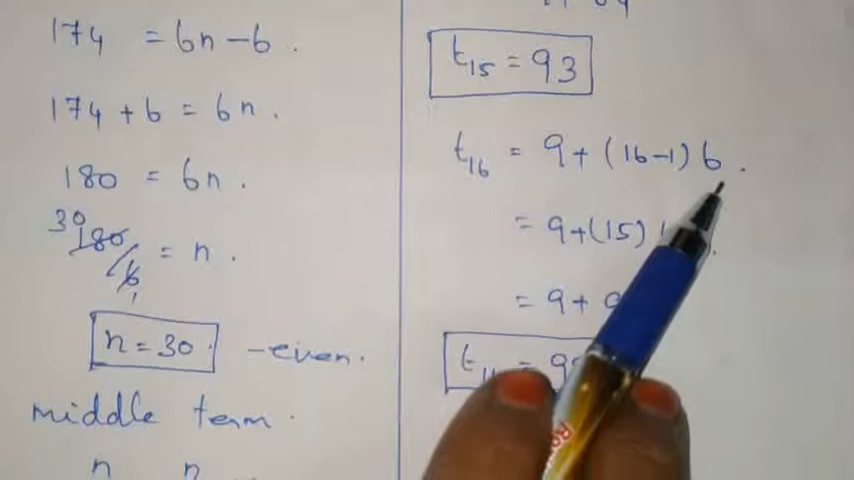 174 = 6n - 6 .
174 + 6 = 6n .
180 = 6n .
30
180/6 = n .
1
n = 30 . - even .
middle term .
n n
t15 = 93
t16 = 9 + (16-1) 6 .
= 9 + (15)
= 9 +
t